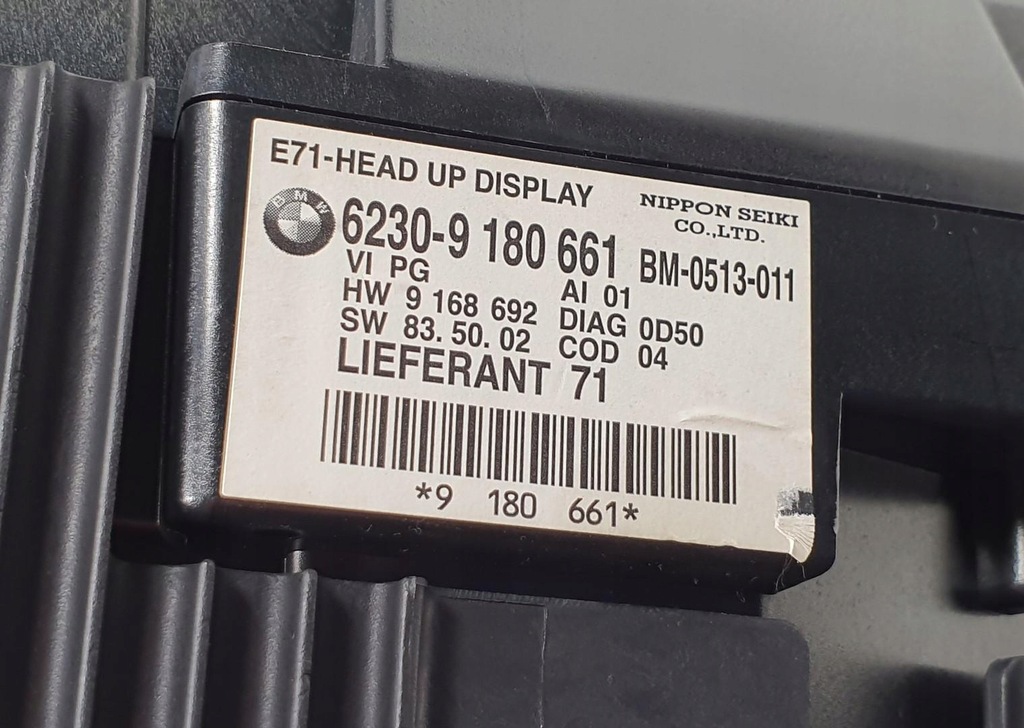 E71-HEAD UP DISPLAY
NIPPON SEIKI
CO.,LTD.
BMW
6230-9 180 661 BM-0513-011
VI PG AI 01
HW 9 168 692 DIAG 0D50
SW 83.50.02 COD 04
LIEFERANT 71
*9 180 661*